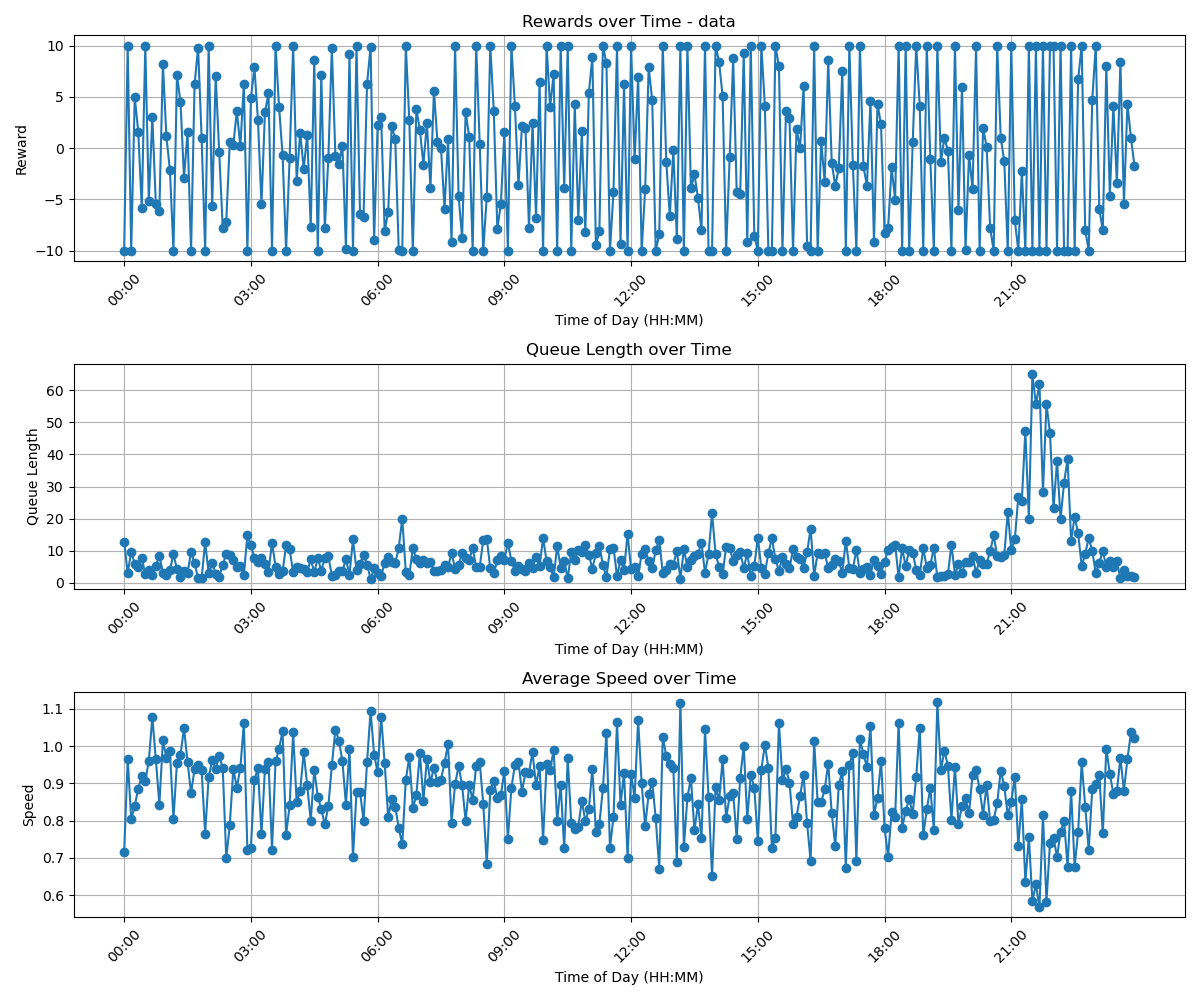 Rewards over Time - data
10
5
0
−5
−10
Reward
00:00 03:00 06:00 09:00 12:00 15:00 18:00 21:00
Time of Day (HH:MM)
Queue Length over Time
60
50
40
30
20
10
0
Queue Length
00:00 03:00 06:00 09:00 12:00 15:00 18:00 21:00
Time of Day (HH:MM)
Average Speed over Time
1.1
1.0
0.9
0.8
0.7
0.6
Speed
00:00 03:00 06:00 09:00 12:00 15:00 18:00 21:00
Time of Day (HH:MM)